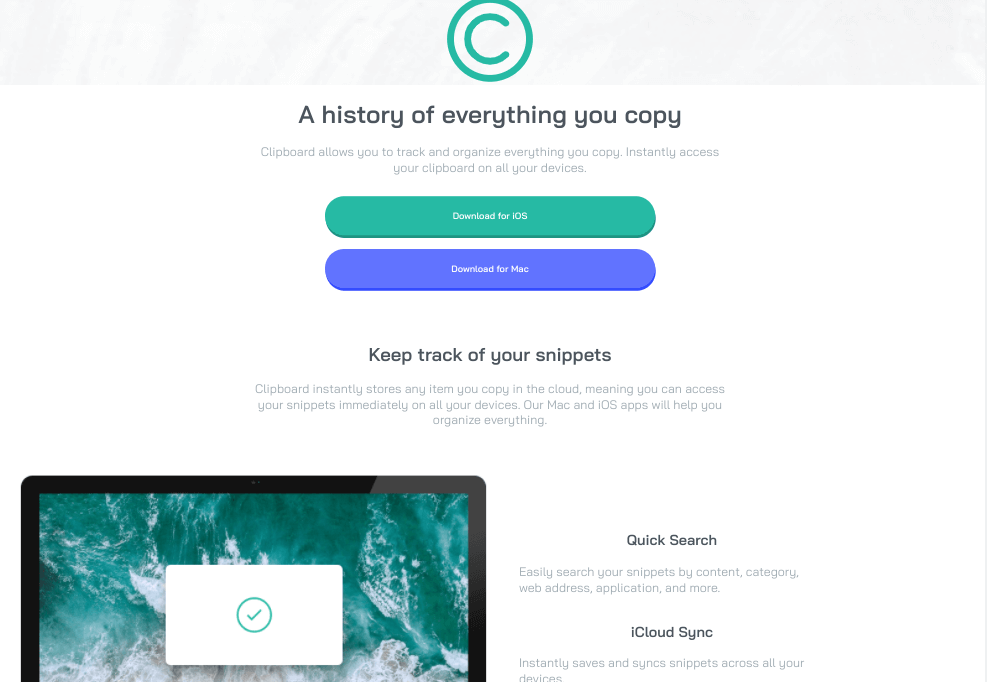 A history of everything you copy
Clipboard allows you to track and organize everything you copy. Instantly access
your clipboard on all your devices.
Download for iOS
Download for Mac
Keep track of your snippets
Clipboard instantly stores any item you copy in the cloud, meaning you can access
your snippets immediately on all your devices. Our Mac and iOS apps will help you
organize everything.
Quick Search
Easily search your snippets by content, category,
web address, application, and more.
iCloud Sync
Instantly saves and syncs snippets across all your
devices.